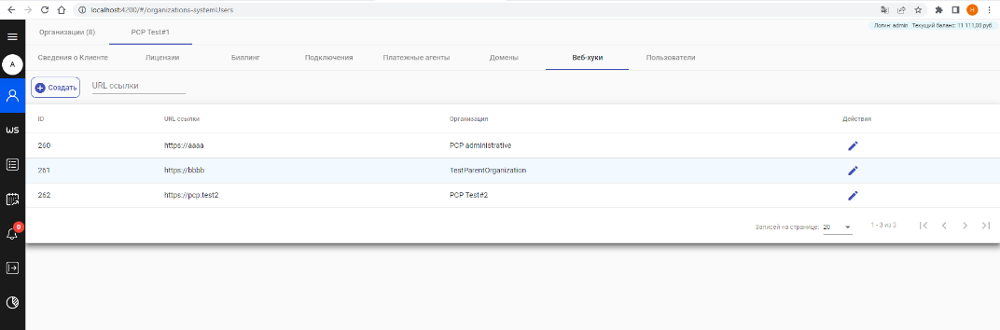 localhost:4200/#/organizations-systemUsers
H
Логин: admin Текущий баланс: 11 111,00 руб.
Организации (8) PCP Test#1
A
Сведения о Клиенте Лицензии Биллинг Подключения Платежные агенты Домены Веб-хуки Пользователи
Создать URL ссылки
ID URL ссылки Организация Действия
260 https://aaaa PCP administrative
261 https://bbbb TestParentOrganization
262 https://pcp.test2 PCP Test#2
Записей на странице: 20 1 - 3 из 3
WS
0